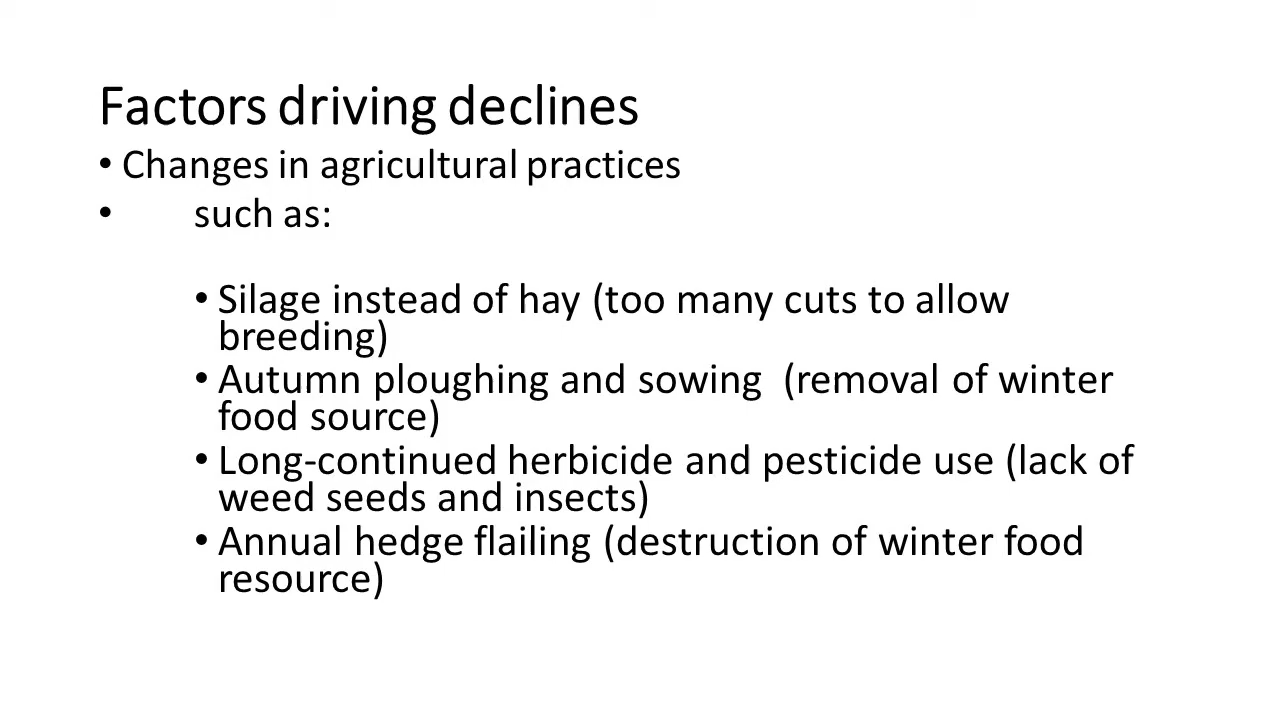 Factors driving declines
• Changes in agricultural practices
• such as:
• Silage instead of hay (too many cuts to allow
breeding)
• Autumn ploughing and sowing  (removal of winter
food source)
• Long-continued herbicide and pesticide use (lack of
weed seeds and insects)
• Annual hedge flailing (destruction of winter food
resource)